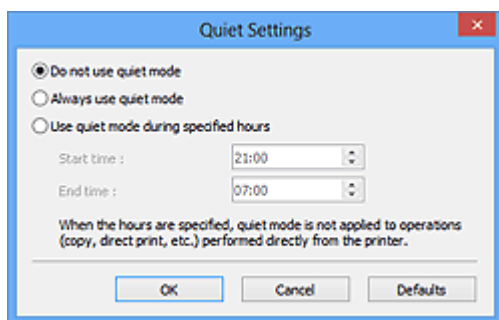 Quiet Settings
Do not use quiet mode
Always use quiet mode
Use quiet mode during specified hours
Start time : 21:00
End time : 07:00
When the hours are specified, quiet mode is not applied to operations
(copy, direct print, etc.) performed directly from the printer.
OK Cancel Defaults